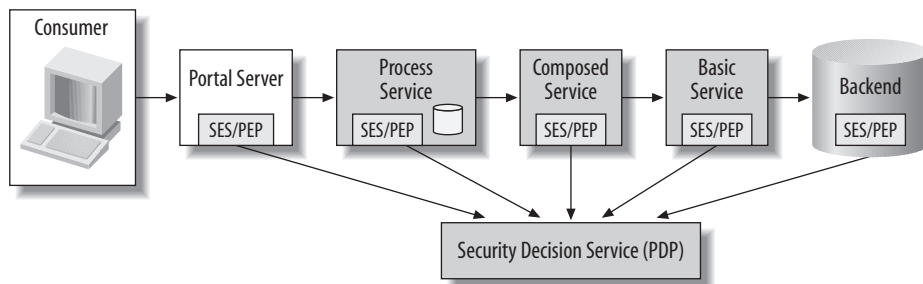 Consumer
Portal Server
SES/PEP
Process
Service
SES/PEP
Composed
Service
SES/PEP
Basic
Service
SES/PEP
Backend
SES/PEP
Security Decision Service (PDP)